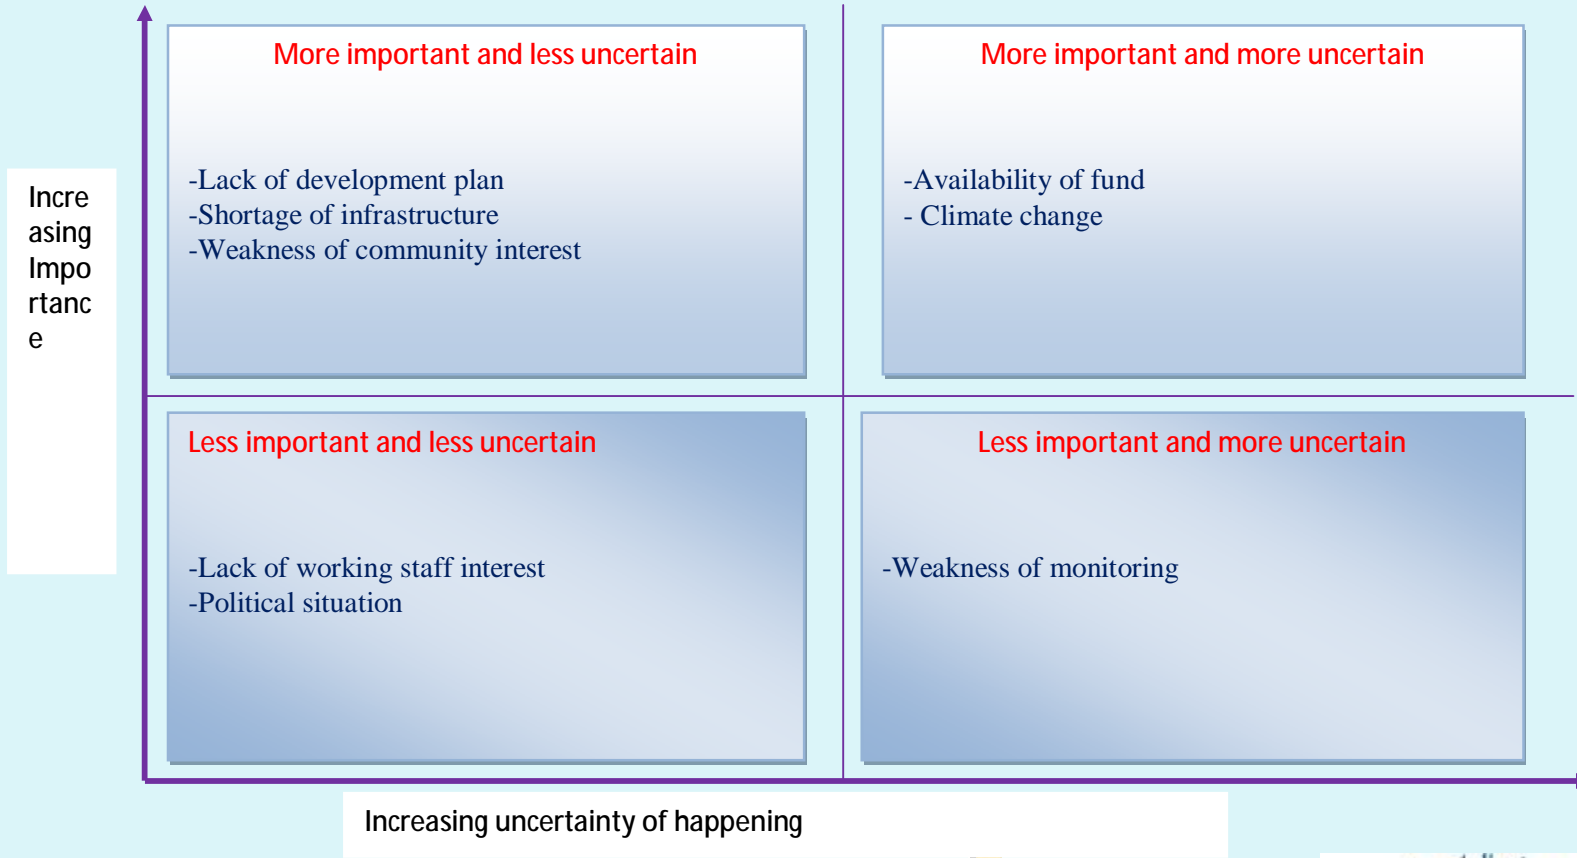 More important and less uncertain
-Lack of development plan
-Shortage of infrastructure
-Weakness of community interest
More important and more uncertain
-Availability of fund
- Climate change
Incre
asing
Impo
rtanc
e
Less important and less uncertain
-Lack of working staff interest
-Political situation
Less important and more uncertain
-Weakness of monitoring
Increasing uncertainty of happening